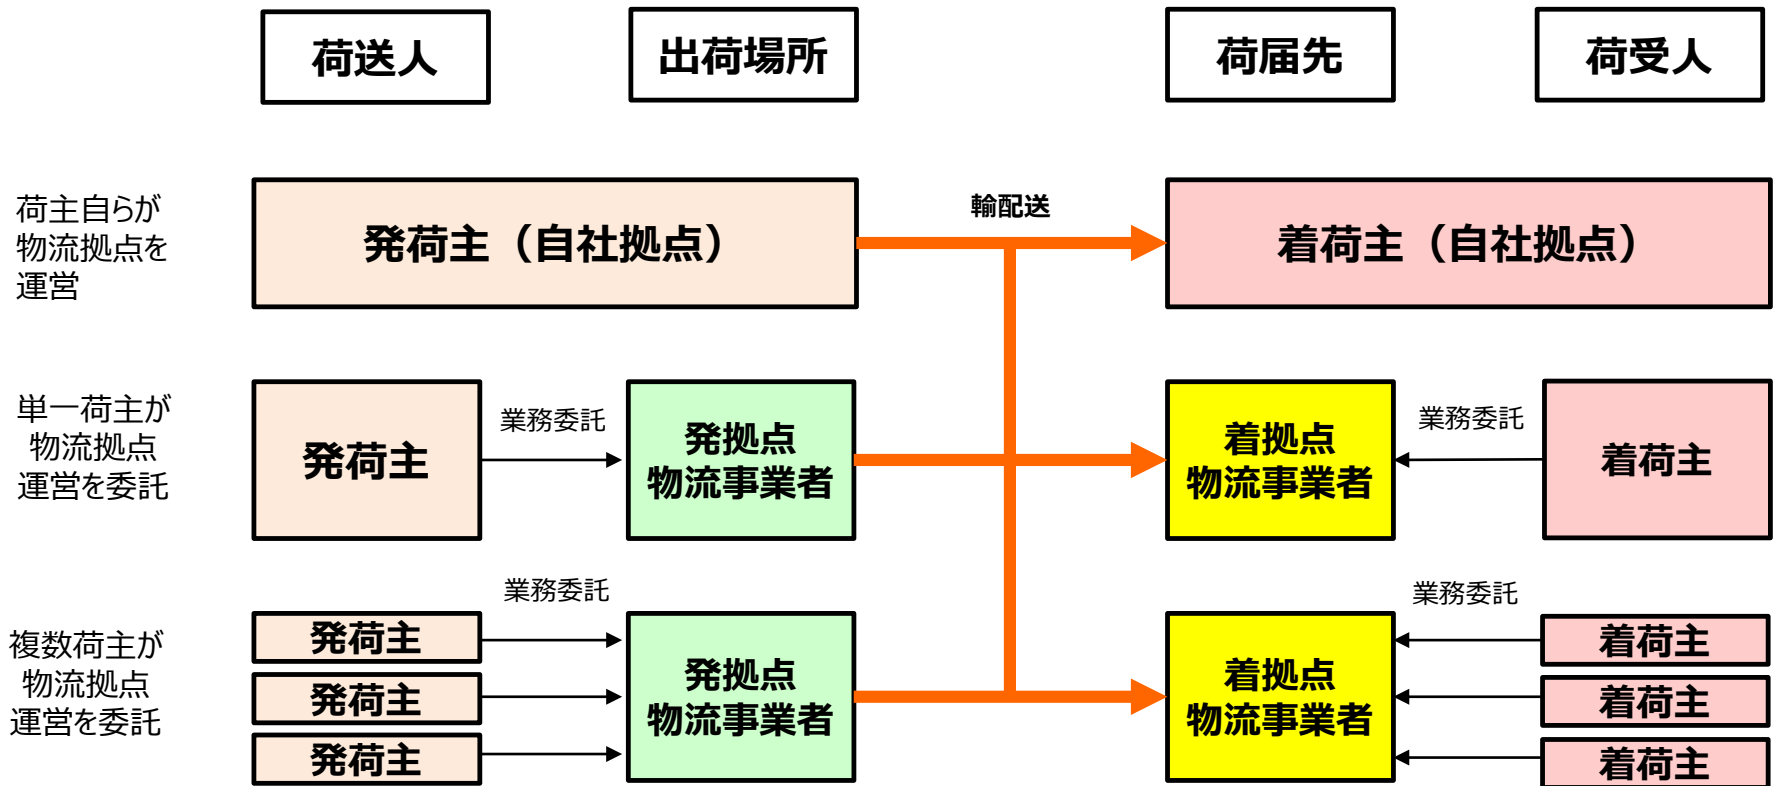 荷送人
出荷場所
荷届先
荷受人
荷主自らが
物流拠点を
運営
発荷主（自社拠点）
輸配送
着荷主（自社拠点）
単一荷主が
物流拠点
運営を委託
発荷主
業務委託
発拠点
物流事業者
着拠点
物流事業者
業務委託
着荷主
複数荷主が
物流拠点
運営を委託
発荷主
発荷主
発荷主
業務委託
発拠点
物流事業者
着拠点
物流事業者
業務委託
着荷主
着荷主
着荷主